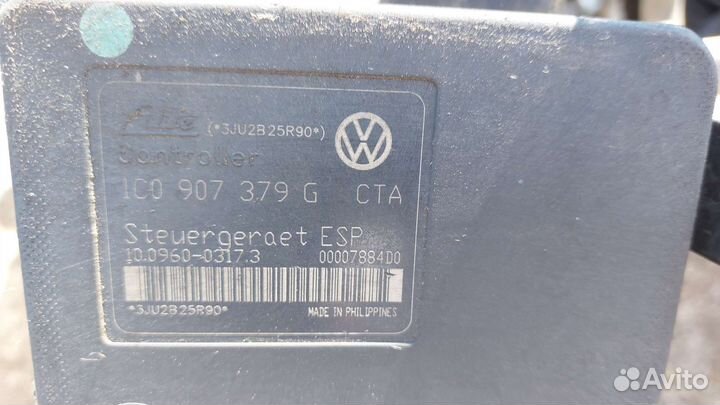 Ate (*3JU2B25R90*)
Controller
1C0 907 379 G CTA
Steuergeraet ESP
10.0960-0317.3 00007884D0
*3JU2B25R90* MADE IN PHILIPPINES
Avito